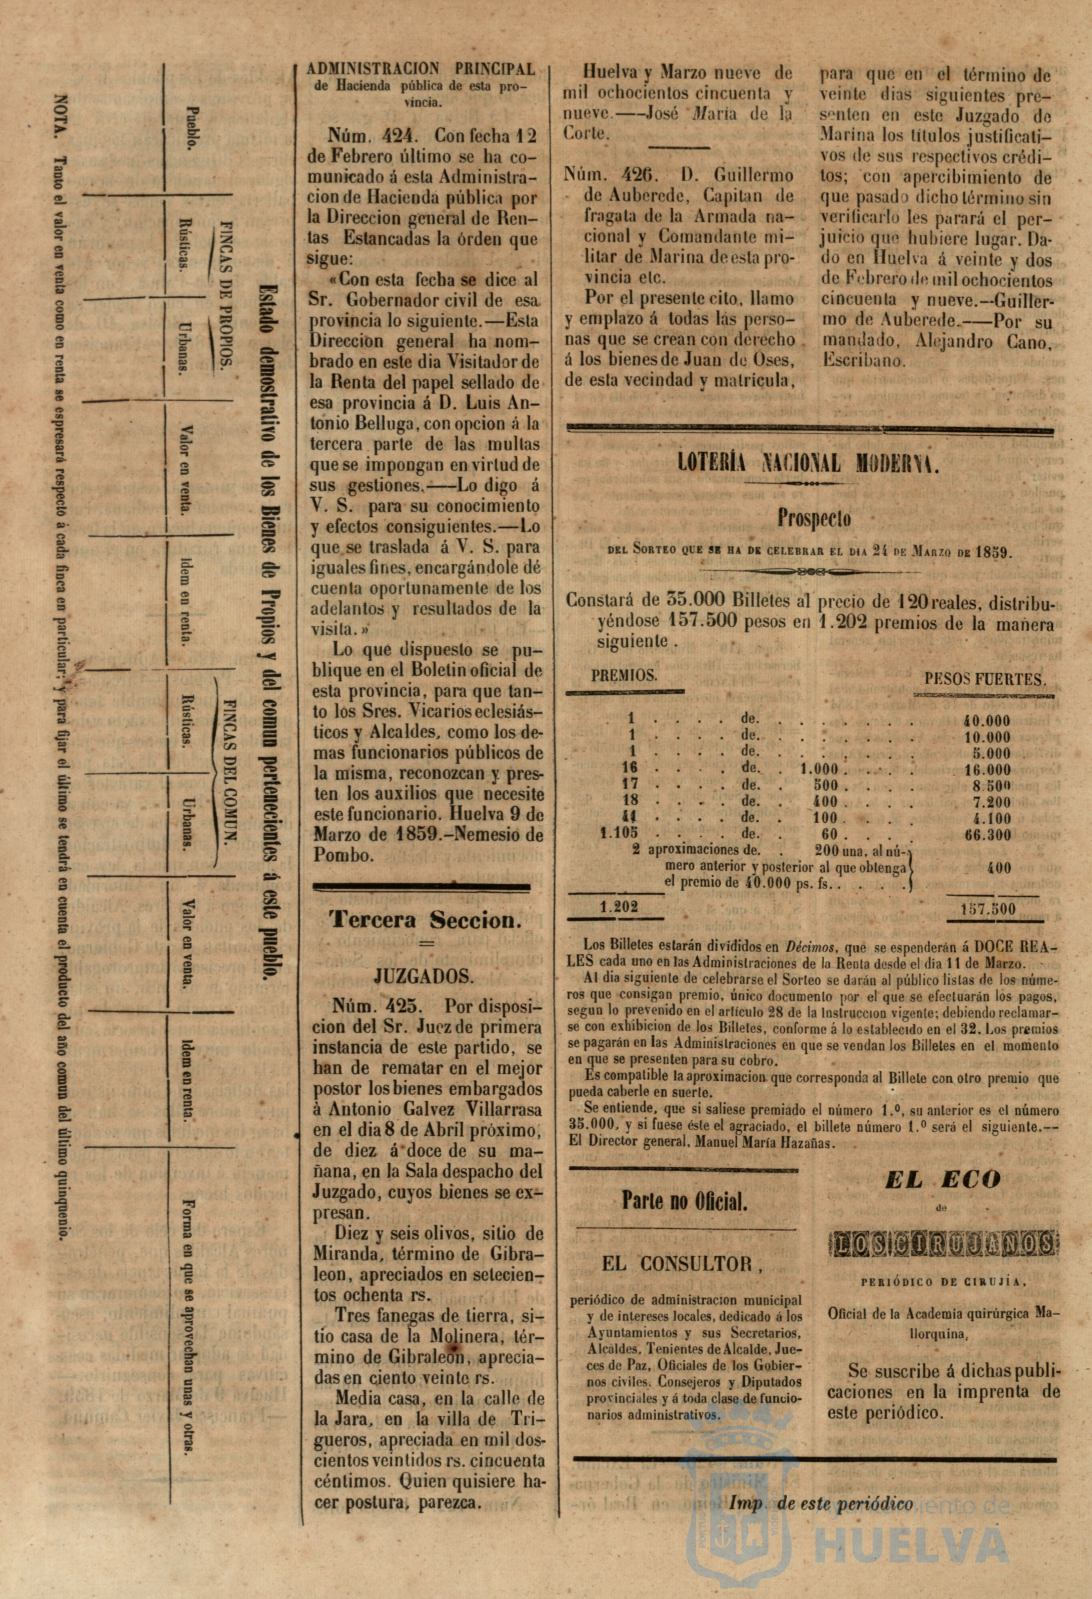 Estado demostrativo de los Bienes de Propios y del comun pertenecientes á este pueblo.
Pueblo.
FINCAS DE PROPIOS.
Rústicas.
Urbanas.
Valor en venta.
Idem en renta.
FINCAS DEL COMUN.
Rústicas.
Urbanas.
Valor en venta.
Idem en renta
Forma en que se aprovechan unas y otras.
NOTA. Tanto el valor en venta como en renta se espresará respecto á cada finca en particular; y para fijar el último se tendrá en cuenta el producto del año comun del último quinquenio.
ADMINISTRACION PRINCIPAL
de Hacienda pública de esta pro-
vincia.
Núm. 424. Con fecha 12
de Febrero último se ha co-
municado á esta Administra-
cion de Hacienda pública por
la Direccion general de Ren-
tas Estancadas la órden que
sigue:
«Con esta fecha se dice al
Sr. Gobernador civil de esa
provincia lo siguiente.—Esta
Direccion general ha nom-
brado en este dia Visitador de
la Renta del papel sellado de
esa provincia á D. Luis An-
tonio Belluga, con opcion á la
tercera parte de las multas
que se impongan en virtud de
sus gestiones.—Lo digo á
V. S. para su conocimiento
y efectos consiguientes.—Lo
que se traslada á V. S. para
iguales fines, encargándole dé
cuenta oportunamente de los
adelantos y resultados de la
visita.»
Lo que dispuesto se pu-
blique en el Boletin oficial de
esta provincia, para que tan-
to los Sres. Vicarios eclesiás-
ticos y Alcaldes, como los de-
mas funcionarios públicos de
la misma, reconozcan y pres-
ten los auxilios que necesite
este funcionario. Huelva 9 de
Marzo de 1859.-Nemesio de
Pombo.
Tercera Seccion.
JUZGADOS.
Núm. 425. Por disposi-
cion del Sr. Juez de primera
instancia de este partido, se
han de rematar en el mejor
postor los bienes embargados
á Antonio Galvez Villarrasa
en el dia 8 de Abril próximo,
de diez á doce de su ma-
ñana, en la Sala despacho del
Juzgado, cuyos bienes se ex-
presan.
Diez y seis olivos, sitio de
Miranda, término de Gibra-
leon, apreciados en setecien-
tos ochenta rs.
Tres fanegas de tierra, si-
tio casa de la Molinera, tér-
mino de Gibraleon, aprecia-
das en ciento veinte rs.
Media casa, en la calle de
la Jara, en la villa de Tri-
gueros, apreciada en mil dos-
cientos veintidos rs. cincuenta
céntimos. Quien quisiere ha-
cer postura, parezca.
Huelva y Marzo nueve de
mil ochocientos cincuenta y
nueve.—José Maria de la
Corte.
Núm. 426. D. Guillermo
de Auberede, Capitan de
fragata de la Armada na-
cional y Comandante mi-
litar de Marina de esta pro-
vincia etc.
Por el presente cito, llamo
y emplazo á todas las perso-
nas que se crean con derecho
á los bienes de Juan de Oses,
de esta vecindad y matrícula,
para que en el término de
veinte dias siguientes pre-
senten en este Juzgado de
Marina los títulos justificati-
vos de sus respectivos crédi-
tos; con apercibimiento de
que pasado dicho término sin
verificarlo les parará el per-
juicio que hubiere lugar. Da-
do en Huelva á veinte y dos
de Febrero de mil ochocientos
cincuenta y nueve.—Guiller-
mo de Auberede.—Por su
mandado, Alejandro Cano,
Escribano.
LOTERÍA NACIONAL MODERNA.
Prospecto
DEL SORTEO QUE SE HA DE CELEBRAR EL DIA 24 DE MARZO DE 1859.
Constará de 35.000 Billetes al precio de 120 reales, distribu-
yéndose 157.500 pesos en 1.202 premios de la manera
siguiente.
PREMIOS. PESOS FUERTES.
1 . . . . de. . . . . . . . 40.000
1 . . . . de. . . . . . . . 10.000
1 . . . . de. . . . . . . . 5.000
16 . . . . de. . 1.000 . . . . 16.000
17 . . . . de. . 500 . . . . 8.500
18 . . . . de. . 400 . . . . 7.200
41 . . . . de. . 100 . . . . 4.100
1.105 . . . . de. . 60 . . . . 66.300
2 aproximaciones de. . 200 una, al nú-
mero anterior y posterior al que obtenga 400
el premio de 40.000 ps. fs. . . . .
1.202 157.500
Los Billetes estarán divididos en Décimos, que se espenderán á DOCE REA-
LES cada uno en las Administraciones de la Renta desde el dia 11 de Marzo.
Al dia siguiente de celebrarse el Sorteo se darán al público listas de los núme-
ros que consigan premio, único documento por el que se efectuarán los pagos,
segun lo prevenido en el artículo 28 de la Instruccion vigente; debiendo reclamar-
se con exhibicion de los Billetes, conforme á lo establecido en el 32. Los premios
se pagarán en las Administraciones en que se vendan los Billetes en el momento
en que se presenten para su cobro.
Es compatible la aproximacion que corresponda al Billete con otro premio que
pueda caberle en suerte.
Se entiende, que si saliese premiado el número 1.º, su anterior es el número
35.000, y si fuese éste el agraciado, el billete número 1.º será el siguiente.—
El Director general, Manuel María Hazañas.
Parte no Oficial.
EL CONSULTOR,
periódico de administracion municipal
y de intereses locales, dedicado á los
Ayuntamientos y sus Secretarios,
Alcaldes, Tenientes de Alcalde, Jue-
ces de Paz, Oficiales de los Gobier-
nos civiles, Consejeros y Diputados
provinciales y á toda clase de funcio-
narios administrativos.
EL ECO
de
LOS CIRUJANOS
PERIÓDICO DE CIRUJÍA,
Oficial de la Academia quirúrgica Ma-
llorquina,
Se suscribe á dichas publi-
caciones en la imprenta de
este periódico.
Imp. de este periódico
Ayuntamiento de
HUELVA